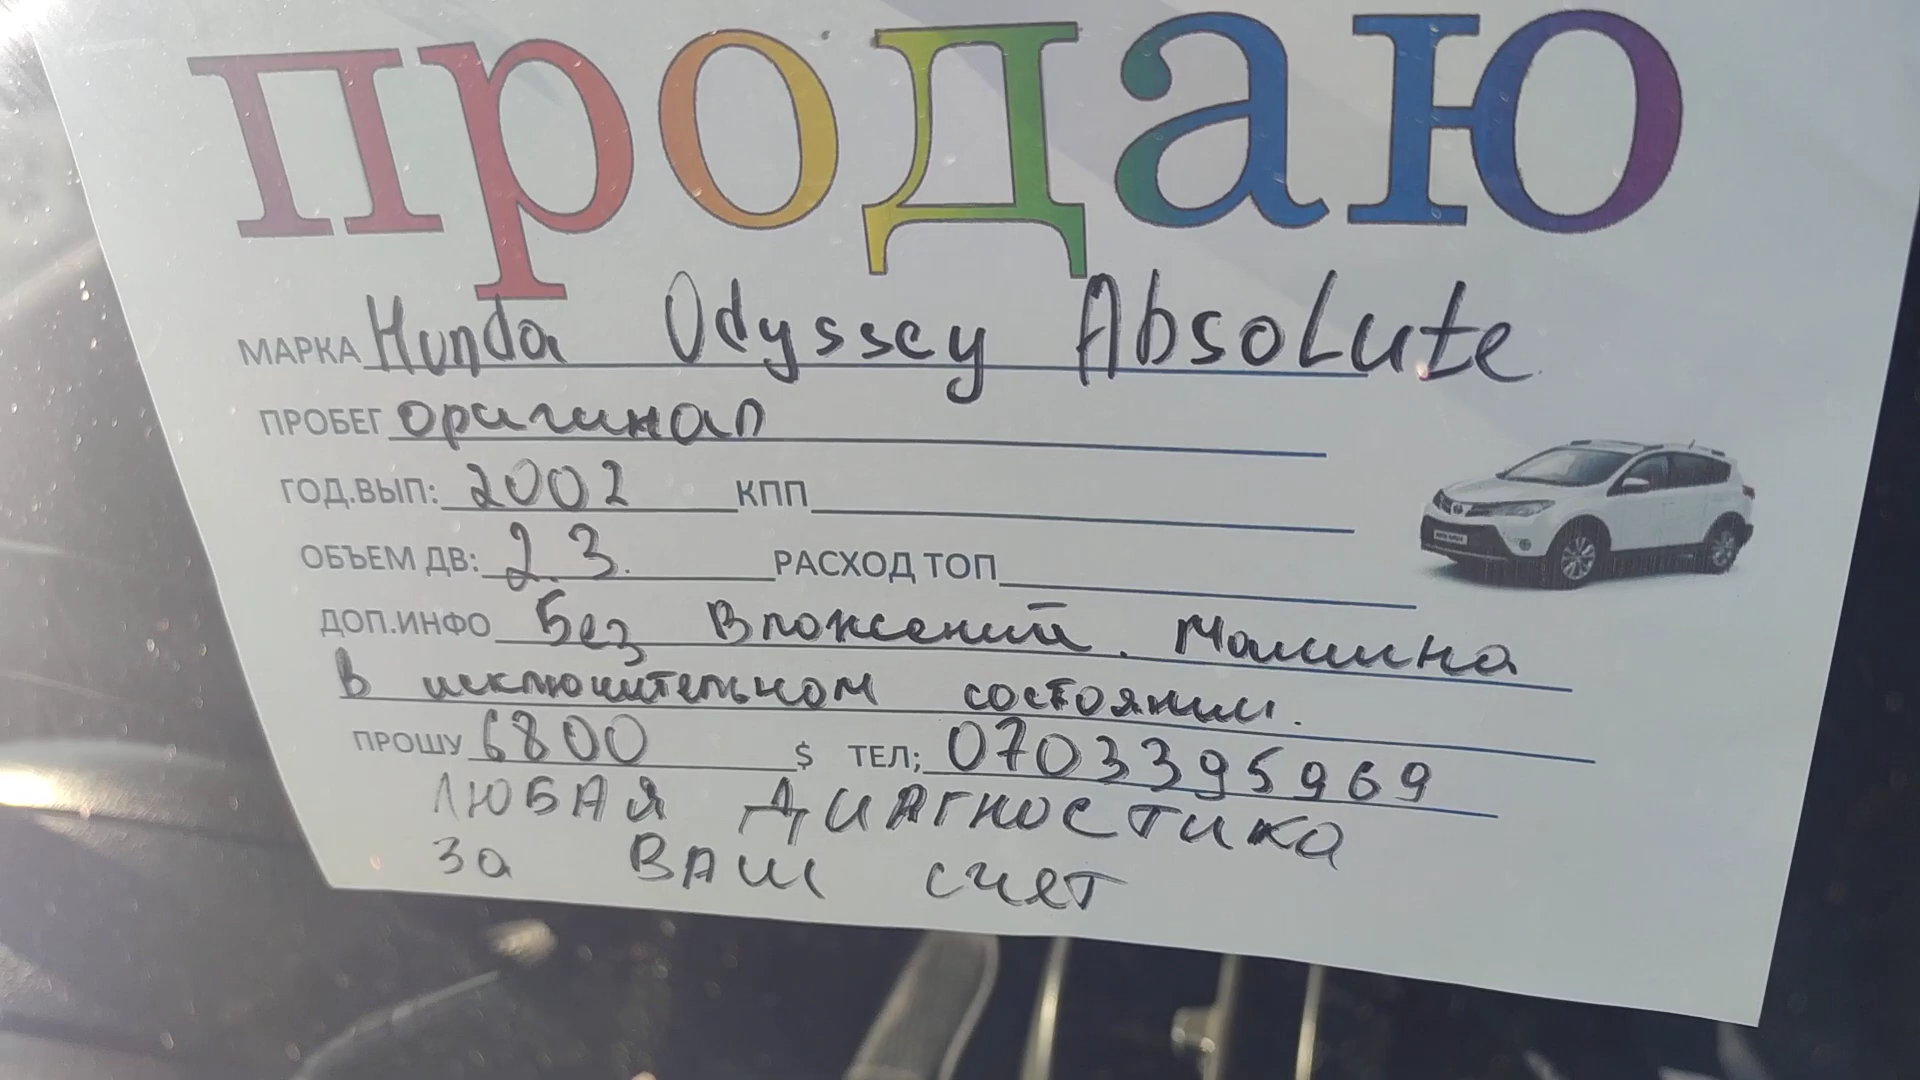 продаю
МАРКА Hunda Odyssey AbsoLute
ПРОБЕГ оригинал
ГОД.ВЫП: 2002 КПП
ОБЪЕМ ДВ: 2.3. РАСХОД ТОП
ДОП.ИНФО Без Вложений. Машина
в исключительном состоянии.
ПРОШУ 6800 $ ТЕЛ; 0703395969
ЛЮБАЯ ДИАГНОСТИКА
за ВАШ счет